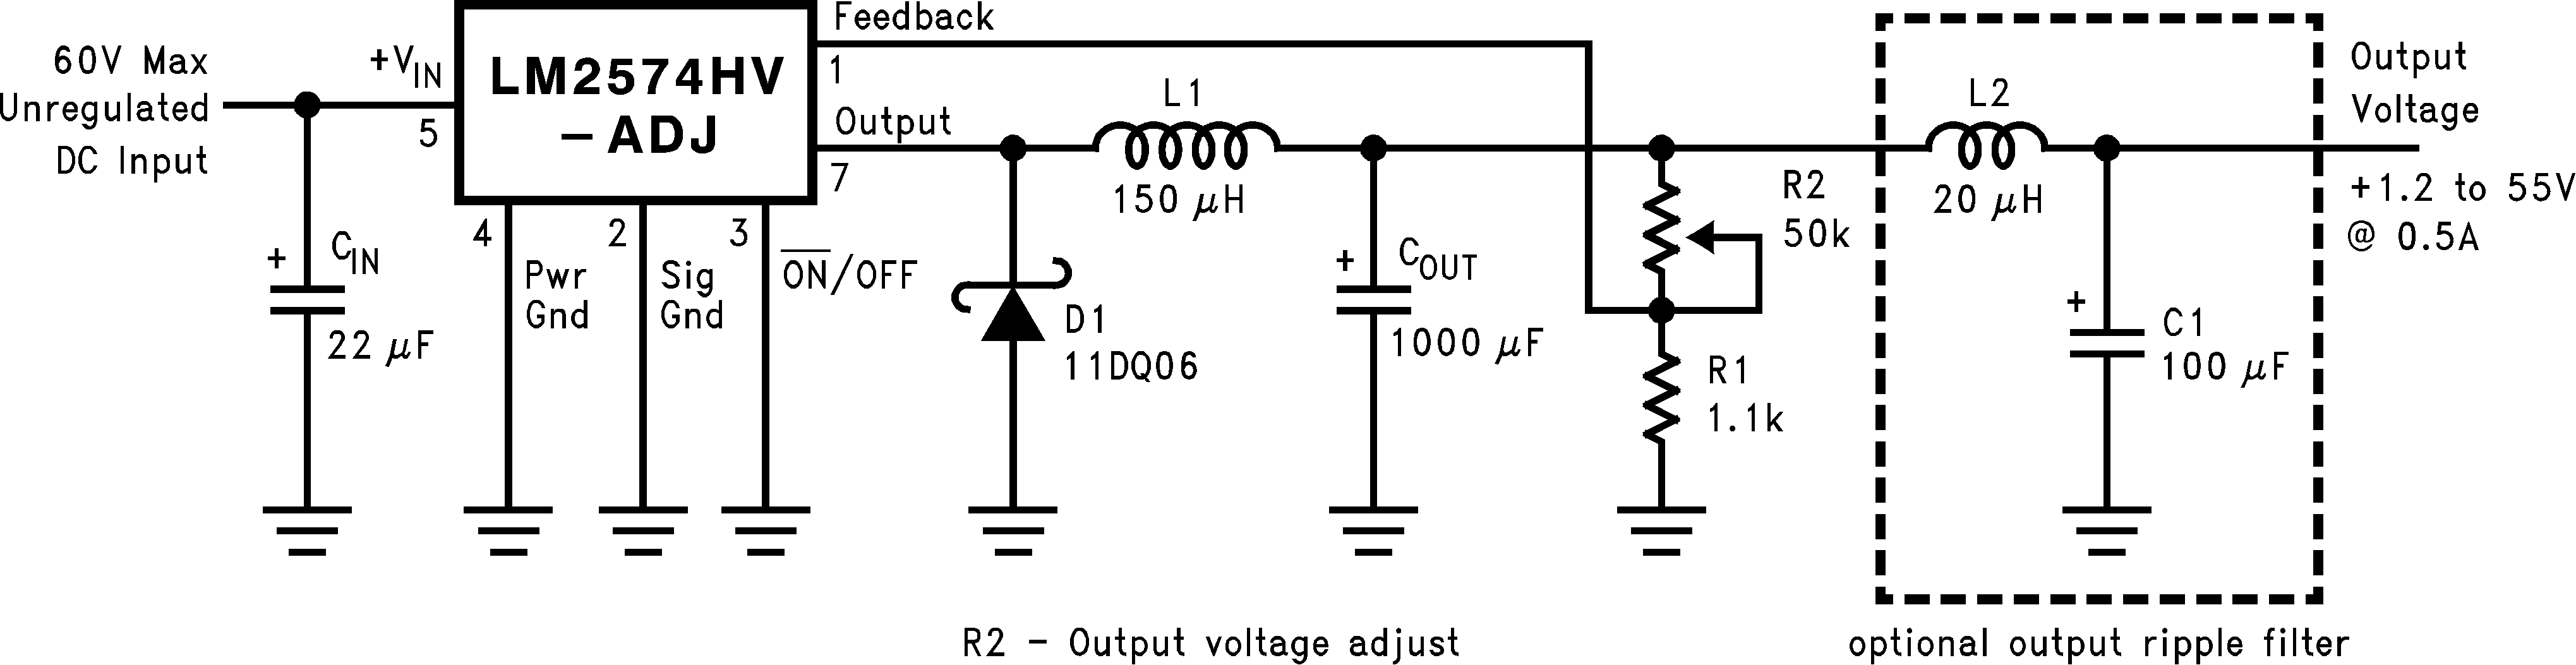 60V Max
Unregulated
DC Input
+VIN
5
CIN
+
22 μF
LM2574HV
–ADJ
Feedback
1
Output
7
4
Pwr
Gnd
2
Sig
Gnd
3
ON/OFF
D1
11DQ06
L1
150 μH
+
COUT
1000 μF
R2
50k
R1
1.1k
L2
20 μH
+
C1
100 μF
Output
Voltage
+1.2 to 55V
@ 0.5A
R2 – Output voltage adjust
optional output ripple filter